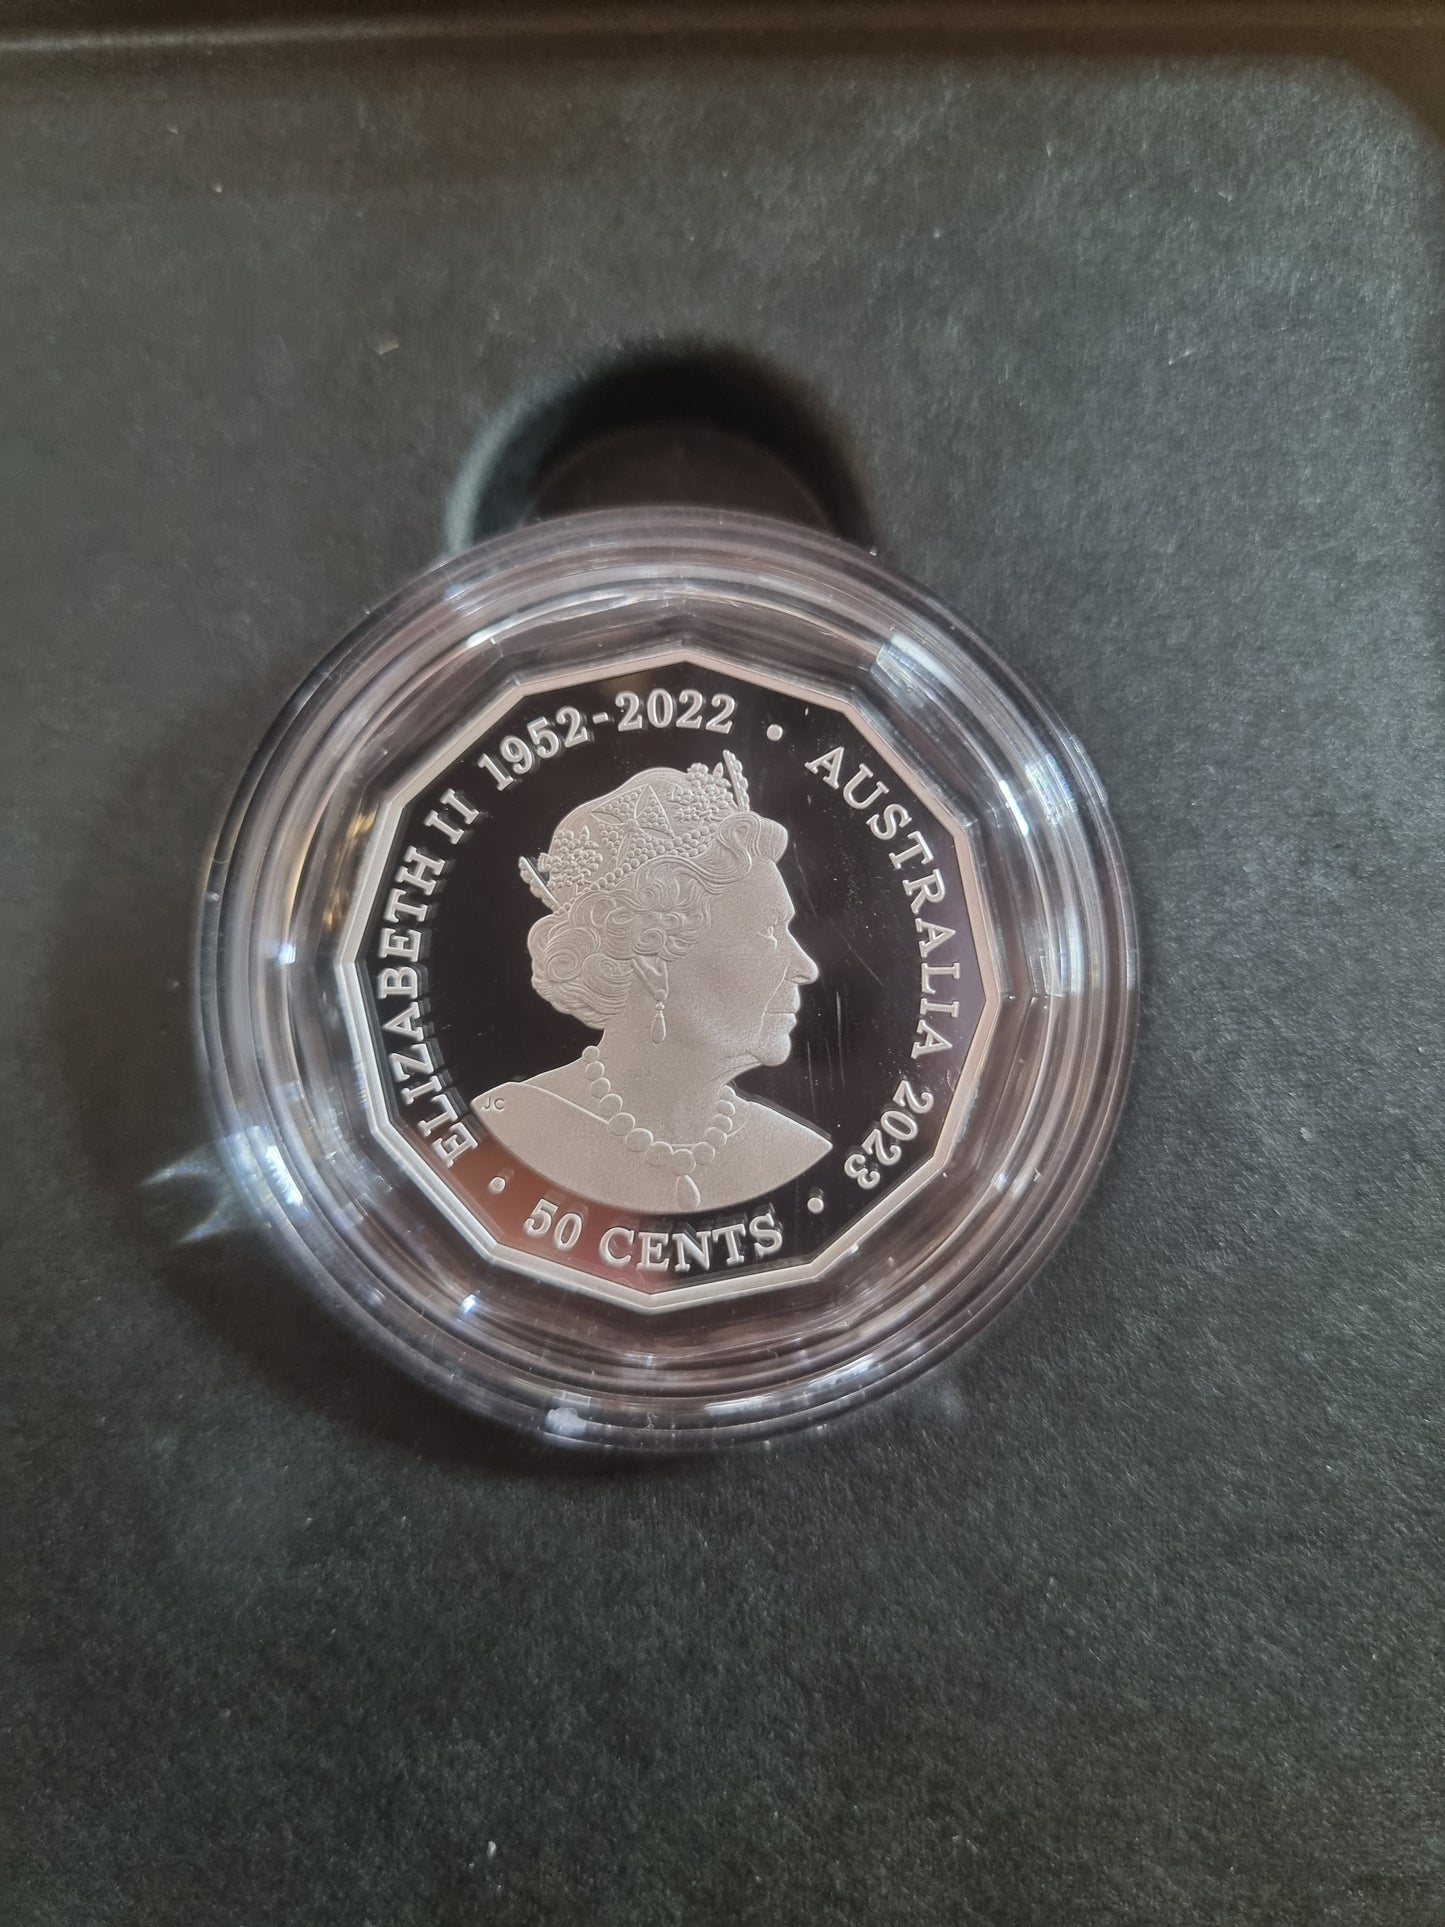 ELIZABETH II 1952-2022 • AUSTRALIA 2023 •
50 CENTS •
JC